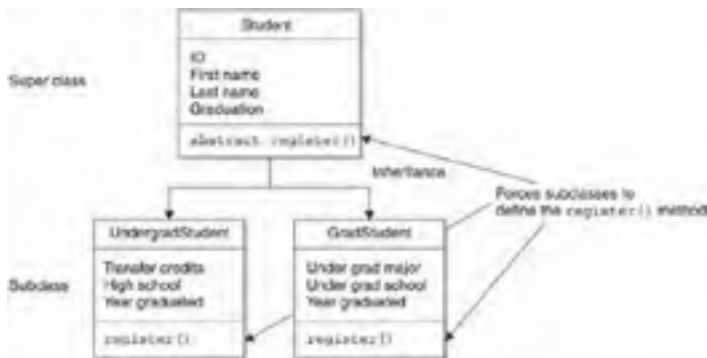 Student
Super class
ID
First name
Last name
Graduation
abstract register()
Inheritance
Forces subclasses to
define the register() method
UndergradStudent
GradStudent
Subclass
Transfer credits
High school
Year graduated
Under grad major
Under grad school
Year graduated
register()
register()